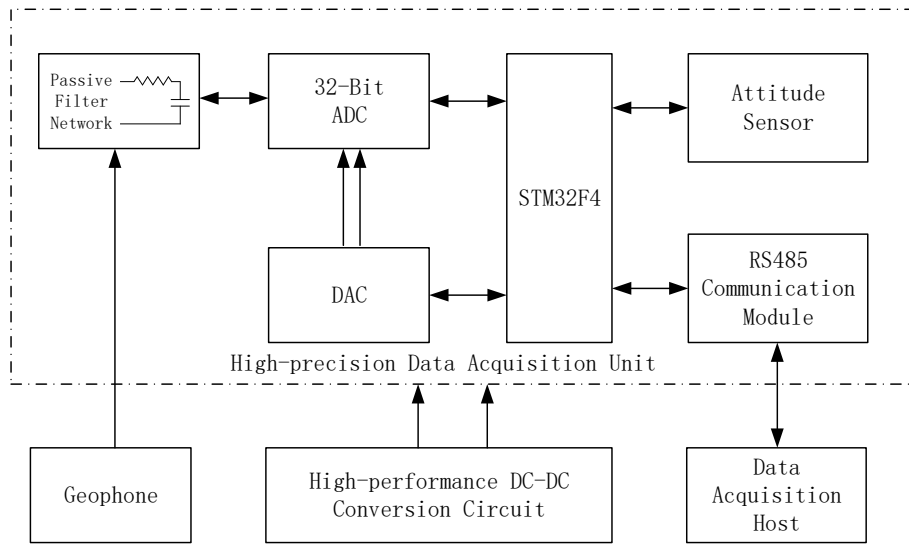 Passive
Filter
Network
32-Bit
ADC
STM32F4
Attitude
Sensor
DAC
RS485
Communication
Module
High-precision Data Acquisition Unit
Geophone
High-performance DC-DC
Conversion Circuit
Data
Acquisition
Host